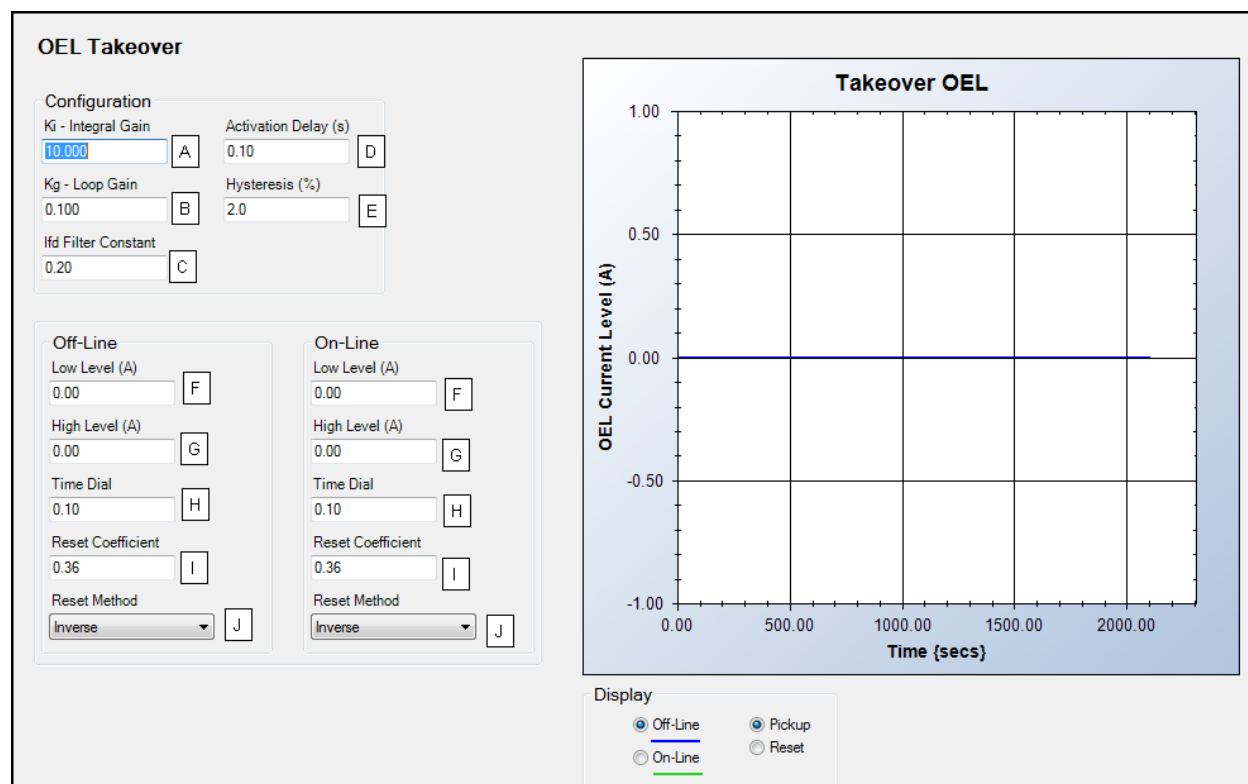 OEL Takeover
Configuration
Ki - Integral Gain
10.000
A
Activation Delay (s)
0.10
D
Kg - Loop Gain
0.100
B
Hysteresis (%)
2.0
E
Ifd Filter Constant
0.20
C
Off-Line
Low Level (A)
0.00
F
High Level (A)
0.00
G
Time Dial
0.10
H
Reset Coefficient
0.36
I
Reset Method
Inverse
J
On-Line
Low Level (A)
0.00
F
High Level (A)
0.00
G
Time Dial
0.10
H
Reset Coefficient
0.36
I
Reset Method
Inverse
J
Takeover OEL
OEL Current Level (A)
1.00
0.50
0.00
-0.50
-1.00
0.00 500.00 1000.00 1500.00 2000.00
Time {secs}
Display
Off-Line
On-Line
Pickup
Reset